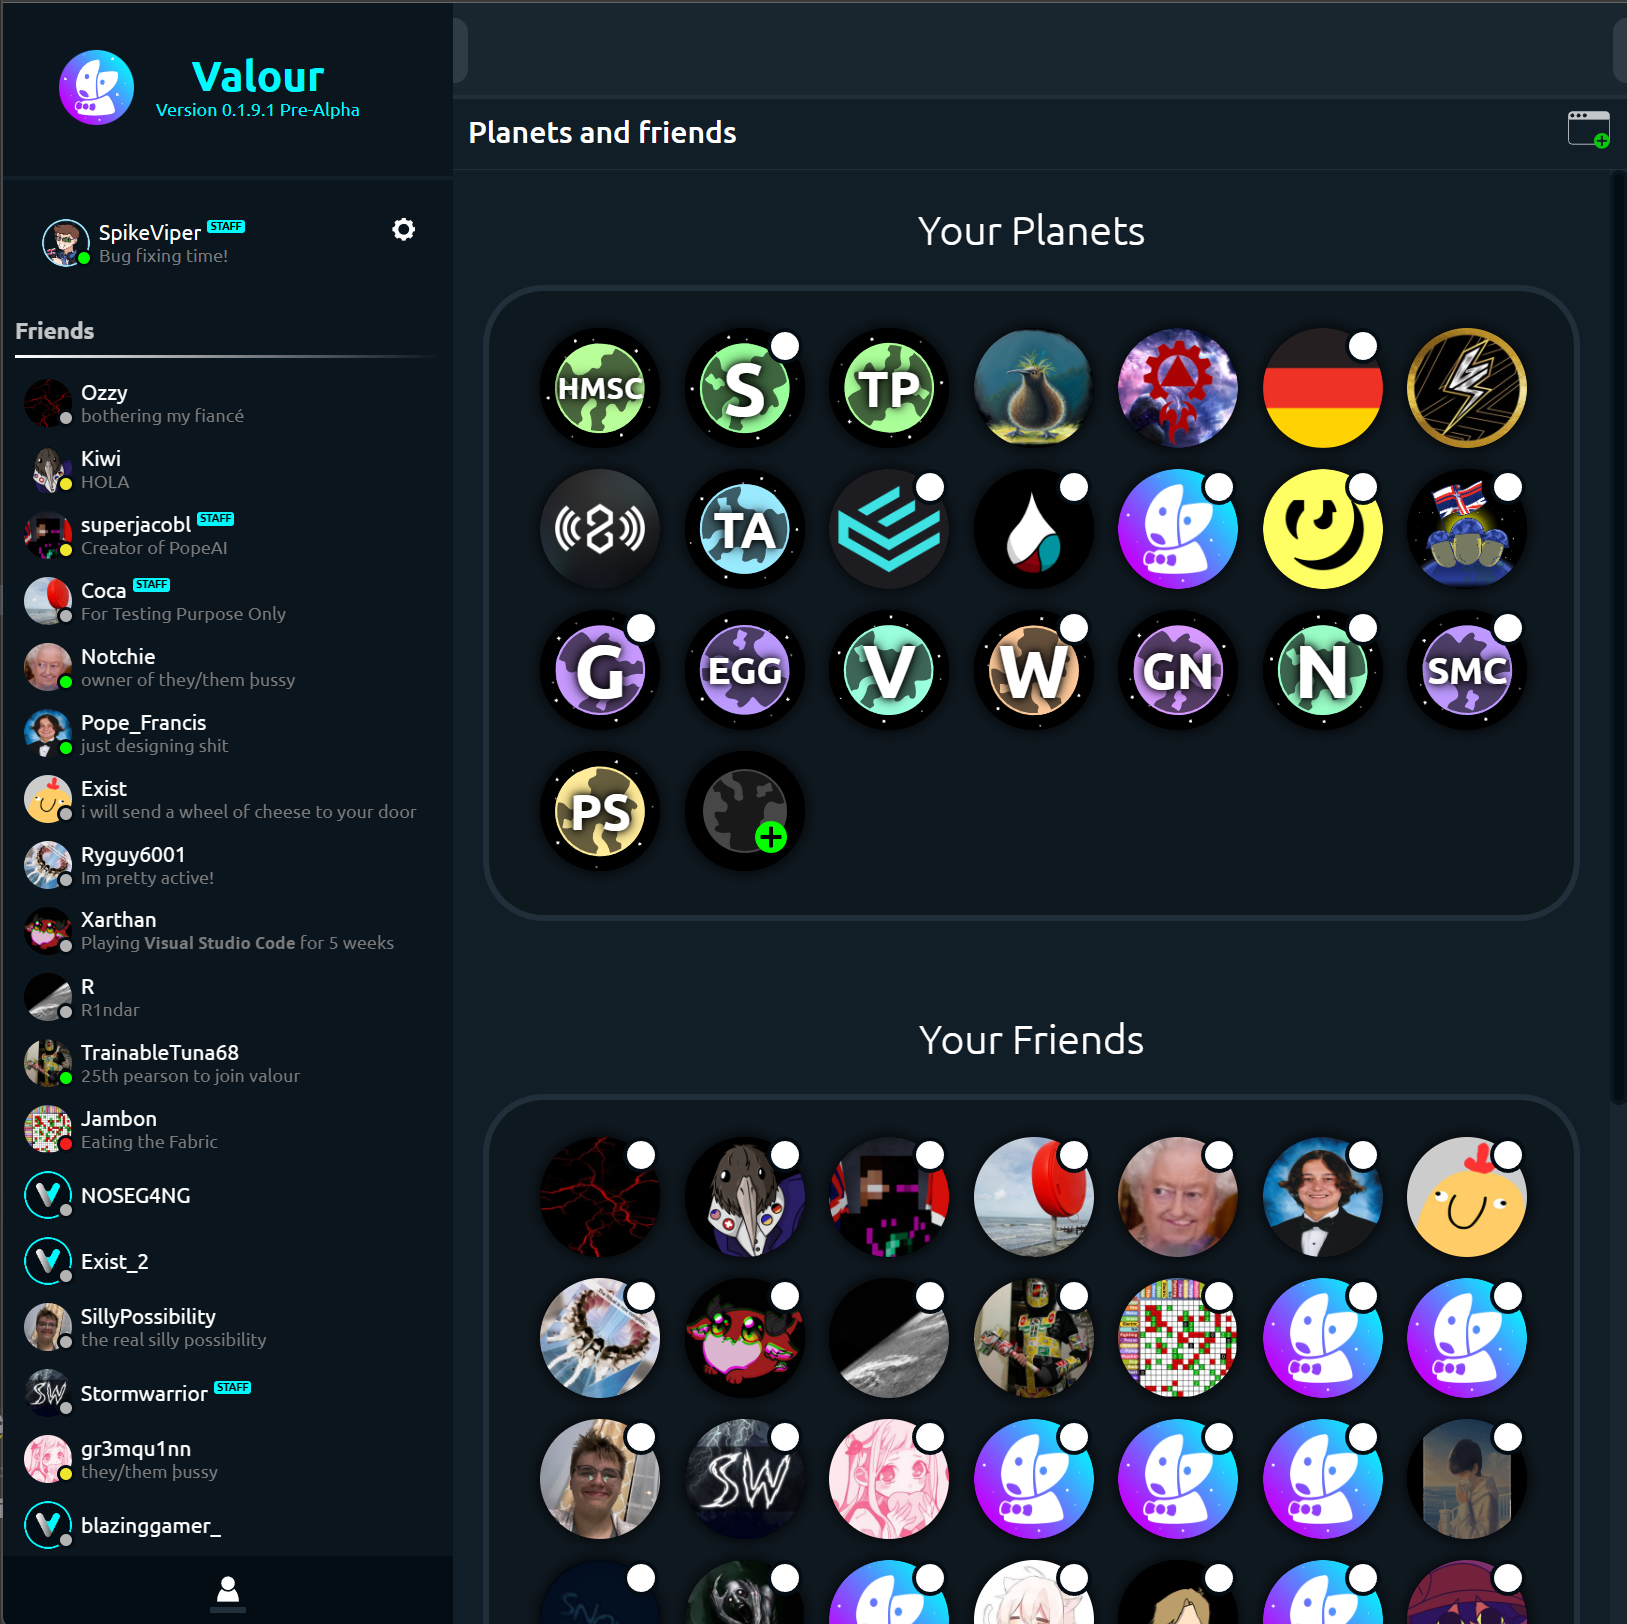 Valour
Version 0.1.9.1 Pre-Alpha
SpikeViper STAFF
Bug fixing time!
Friends
Ozzy
bothering my fiancé
Kiwi
HOLA
superjacobl STAFF
Creator of PopeAI
Coca STAFF
For Testing Purpose Only
Notchie
owner of they/them þussy
Pope_Francis
just designing shit
Exist
i will send a wheel of cheese to your door
Ryguy6001
Im pretty active!
Xarthan
Playing Visual Studio Code for 5 weeks
R
R1ndar
TrainableTuna68
25th pearson to join valour
Jambon
Eating the Fabric
NOSEG4NG
Exist_2
SillyPossibility
the real silly possibility
Stormwarrior STAFF
gr3mqu1nn
they/them þussy
blazinggamer_
Planets and friends
Your Planets
HMSC
S
TP
TA
G
EGG
V
W
GN
N
SMC
PS
Your Friends
SW